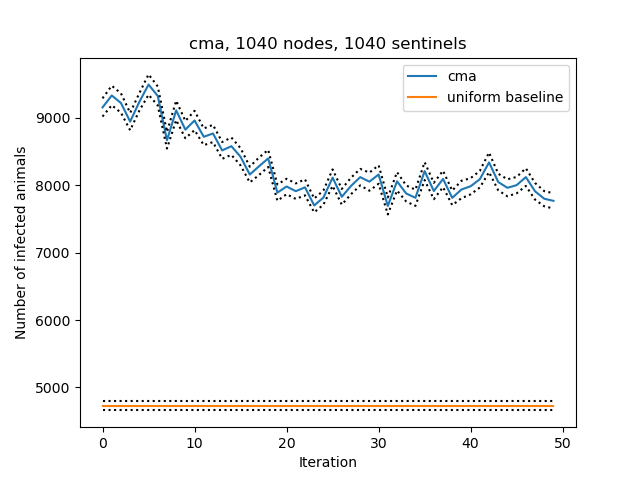 cma, 1040 nodes, 1040 sentinels
cma
uniform baseline
Number of infected animals
9000
8000
7000
6000
5000
0 10 20 30 40 50
Iteration